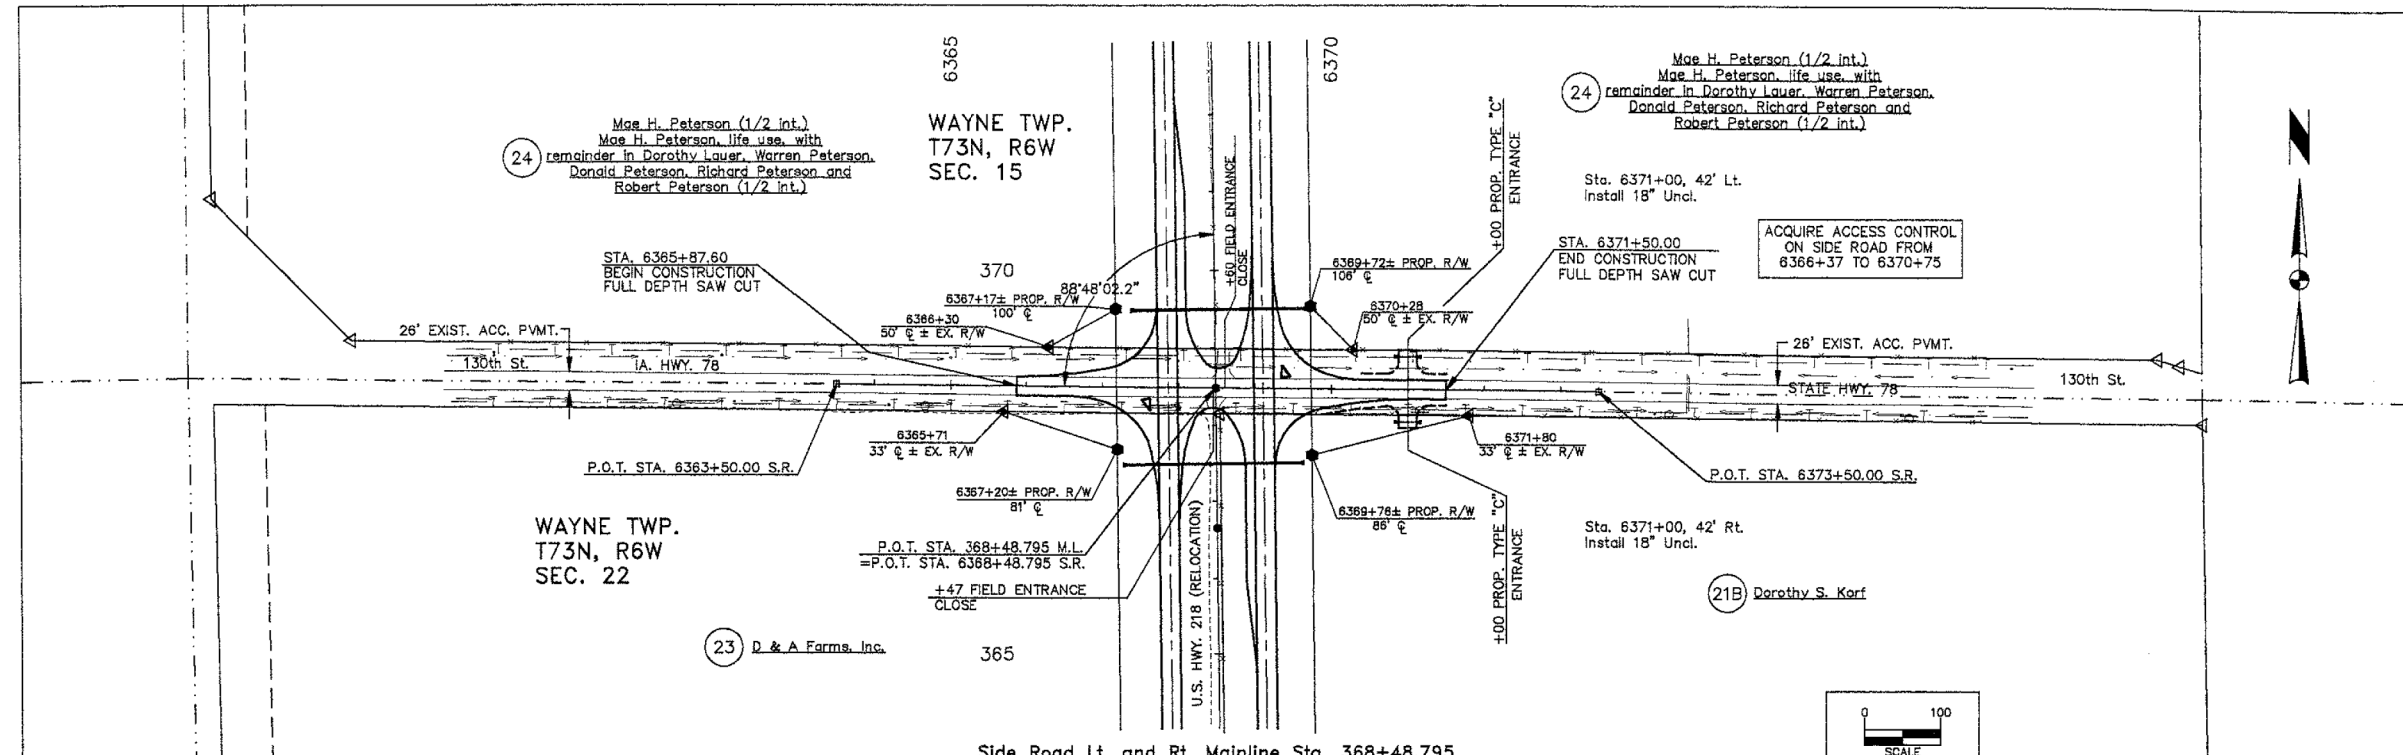 6365
6370
Mae H. Peterson (1/2 int.)
Mae H. Peterson, life use, with
24
remainder in Dorothy Lauer, Warren Peterson,
Donald Peterson, Richard Peterson and
Robert Peterson (1/2 int.)
WAYNE TWP.
T73N, R6W
SEC. 15
Mae H. Peterson (1/2 int.)
Mae H. Peterson, life use, with
24
remainder in Dorothy Lauer, Warren Peterson,
Donald Peterson, Richard Peterson and
Robert Peterson (1/2 int.)
N
+60 FIELD ENTRANCE
CLOSE
+00 PROP. TYPE "C"
ENTRANCE
Sta. 6371+00, 42' Lt.
Install 18" Uncl.
ACQUIRE ACCESS CONTROL
ON SIDE ROAD FROM
6366+37 TO 6370+75
STA. 6365+87.60
BEGIN CONSTRUCTION
FULL DEPTH SAW CUT
370
88°48'02.2"
STA. 6371+50.00
END CONSTRUCTION
FULL DEPTH SAW CUT
6369+72± PROP. R/W
106' ℄
6367+17± PROP. R/W
100' ℄
6366+30
50' ℄ ± EX. R/W
6370+28
50' ℄ ± EX. R/W
26' EXIST. ACC. PVMT.
130th St.
IA. HWY. 78
26' EXIST. ACC. PVMT.
STATE HWY. 78
130th St.
6365+71
33' ℄ ± EX. R/W
6371+80
33' ℄ ± EX. R/W
P.O.T. STA. 6363+50.00 S.R.
P.O.T. STA. 6373+50.00 S.R.
6367+20± PROP. R/W
81' ℄
6369+76± PROP. R/W
86' ℄
WAYNE TWP.
T73N, R6W
SEC. 22
P.O.T. STA. 368+48.795 M.L.
=P.O.T. STA. 6368+48.795 S.R.
+47 FIELD ENTRANCE
CLOSE
U.S. HWY. 218 (RELOCATION)
+00 PROP. TYPE "C"
ENTRANCE
Sta. 6371+00, 42' Rt.
Install 18" Uncl.
21B Dorothy S. Korf
23 D & A Farms, Inc.
365
0 100
SCALE
Side Road Lt. and Rt. Mainline Sta. 368+48.795